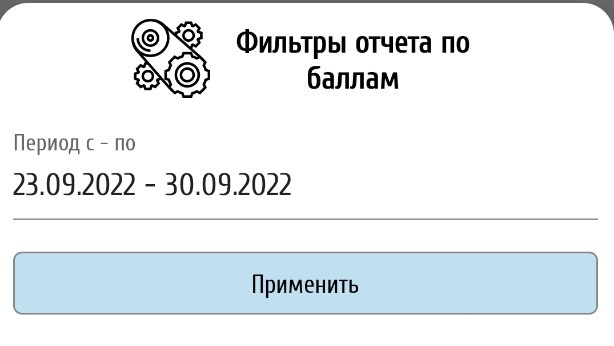 Фильтры отчета по
баллам
Период с - по
23.09.2022 - 30.09.2022
Применить